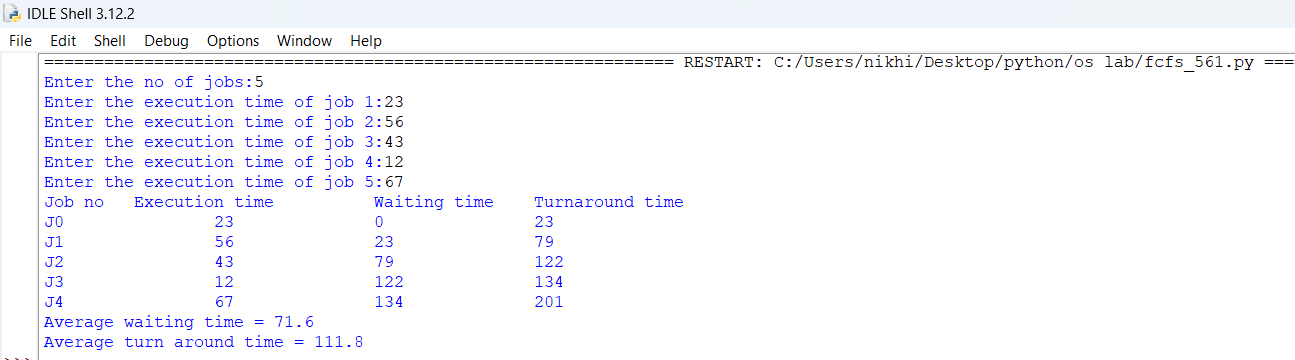 IDLE Shell 3.12.2
File Edit Shell Debug Options Window Help
=============================================================== RESTART: C:/Users/nikhi/Desktop/python/os lab/fcfs_561.py ===
Enter the no of jobs:5
Enter the execution time of job 1:23
Enter the execution time of job 2:56
Enter the execution time of job 3:43
Enter the execution time of job 4:12
Enter the execution time of job 5:67
Job no   Execution time          Waiting time    Turnaround time
J0               23              0               23
J1               56              23              79
J2               43              79              122
J3               12              122             134
J4               67              134             201
Average waiting time = 71.6
Average turn around time = 111.8
>>>